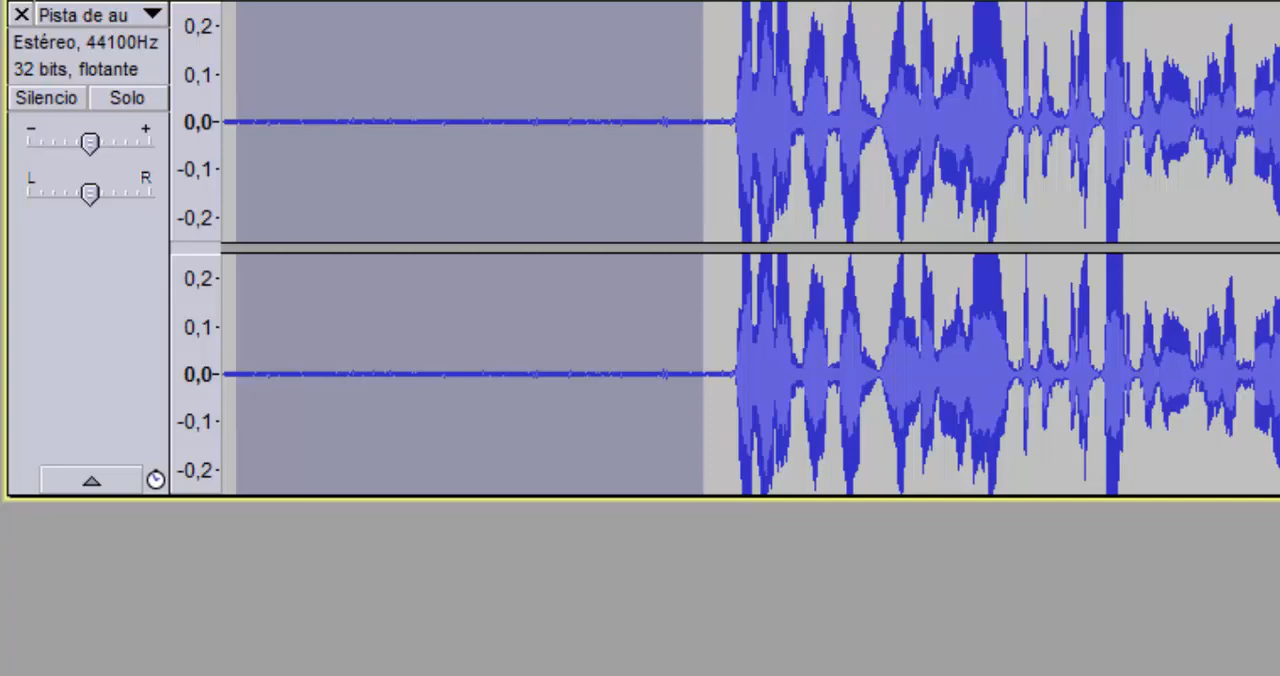 Pista de au
Estéreo, 44100Hz
32 bits, flotante
Silencio Solo
- +
L R
0,2
0,1
0,0
-0,1
-0,2
0,2
0,1
0,0
-0,1
-0,2